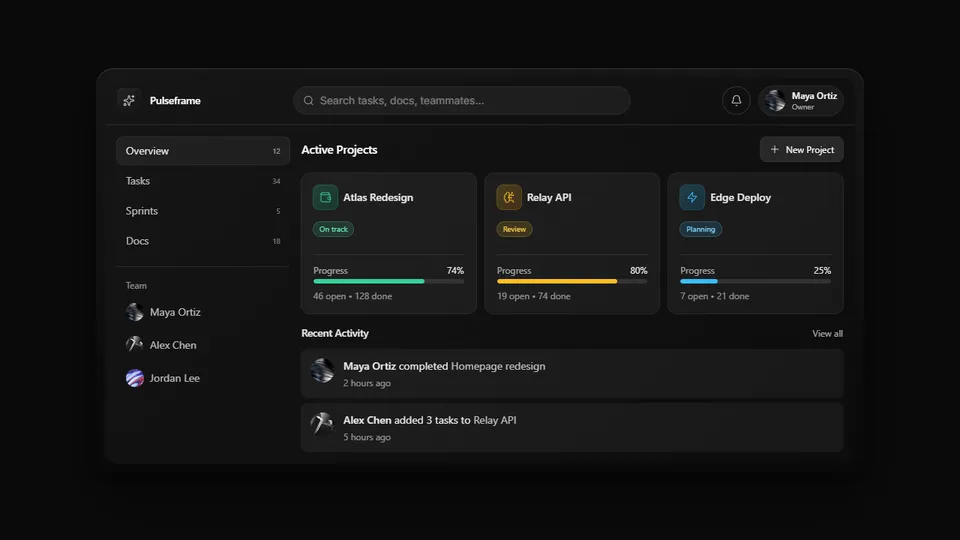 Pulseframe
Search tasks, docs, teammates...
Maya Ortiz
Owner
Overview 12
Tasks 34
Sprints 5
Docs 18
Team
Maya Ortiz
Alex Chen
Jordan Lee
Active Projects
New Project
Atlas Redesign
On track
Progress 74%
46 open • 128 done
Relay API
Review
Progress 80%
19 open • 74 done
Edge Deploy
Planning
Progress 25%
7 open • 21 done
Recent Activity
View all
Maya Ortiz completed Homepage redesign
2 hours ago
Alex Chen added 3 tasks to Relay API
5 hours ago